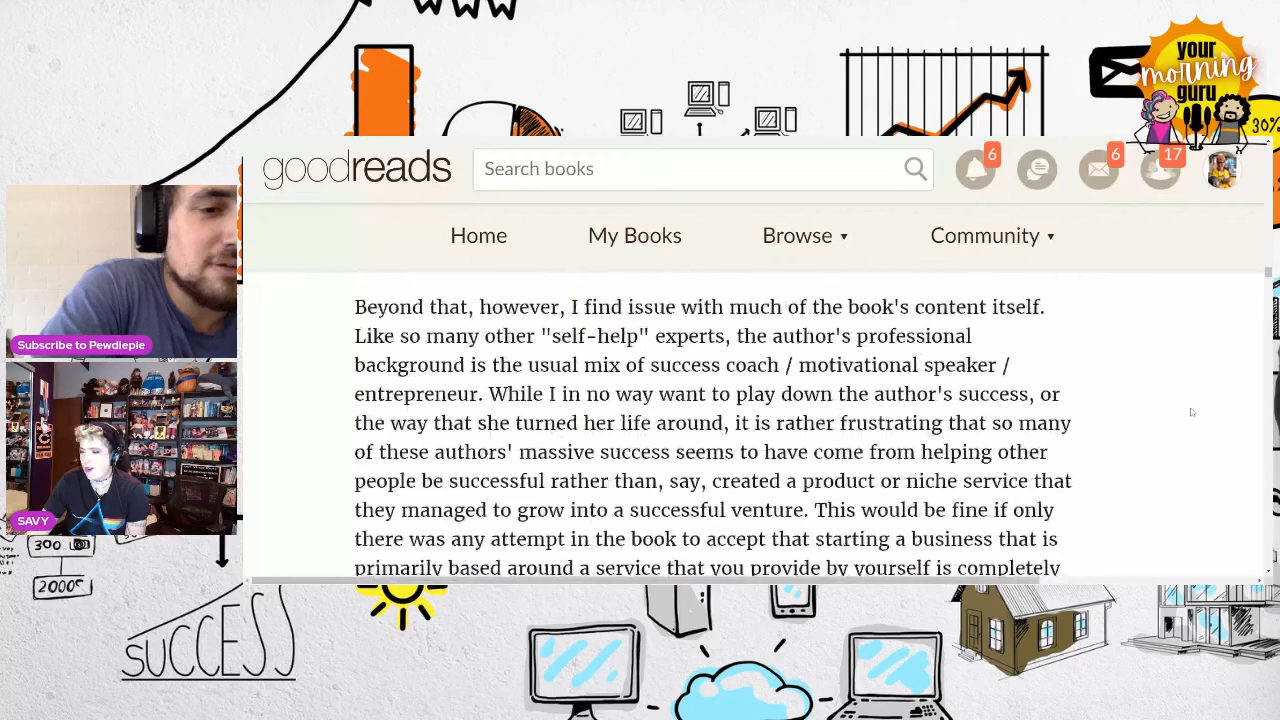 WWW
your
morning
guru
30%
goodreads
Search books
6
6
17
Home
My Books
Browse ▾
Community ▾
Beyond that, however, I find issue with much of the book's content itself.
Like so many other "self-help" experts, the author's professional
background is the usual mix of success coach / motivational speaker /
entrepreneur. While I in no way want to play down the author's success, or
the way that she turned her life around, it is rather frustrating that so many
of these authors' massive success seems to have come from helping other
people be successful rather than, say, created a product or niche service that
they managed to grow into a successful venture. This would be fine if only
there was any attempt in the book to accept that starting a business that is
primarily based around a service that you provide by yourself is completely
Subscribe to Pewdiepie
SAVY
300
SUCCESS